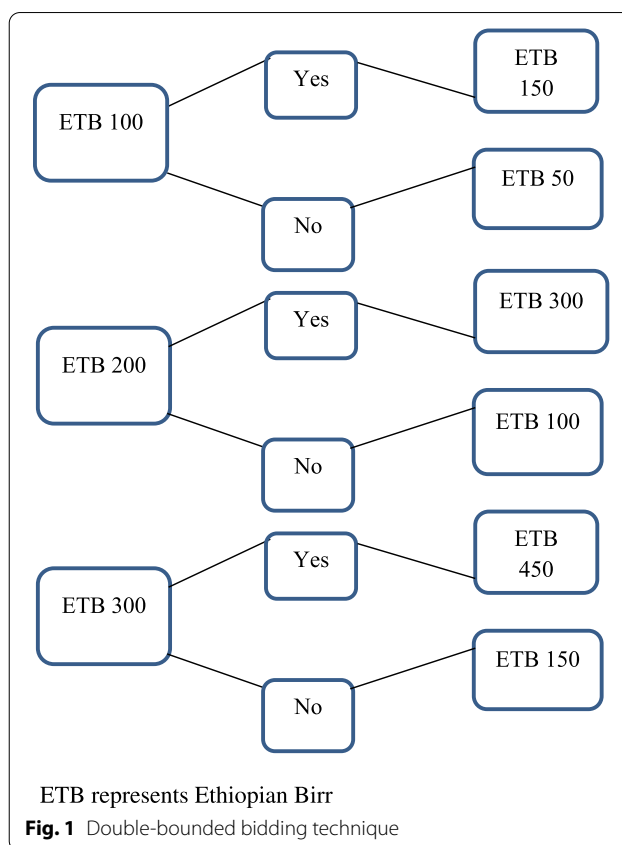 ETB 100
Yes
ETB
150
No
ETB 50
ETB 200
Yes
ETB 300
No
ETB 100
ETB 300
Yes
ETB
450
No
ETB 150
ETB represents Ethiopian Birr
Fig. 1 Double-bounded bidding technique